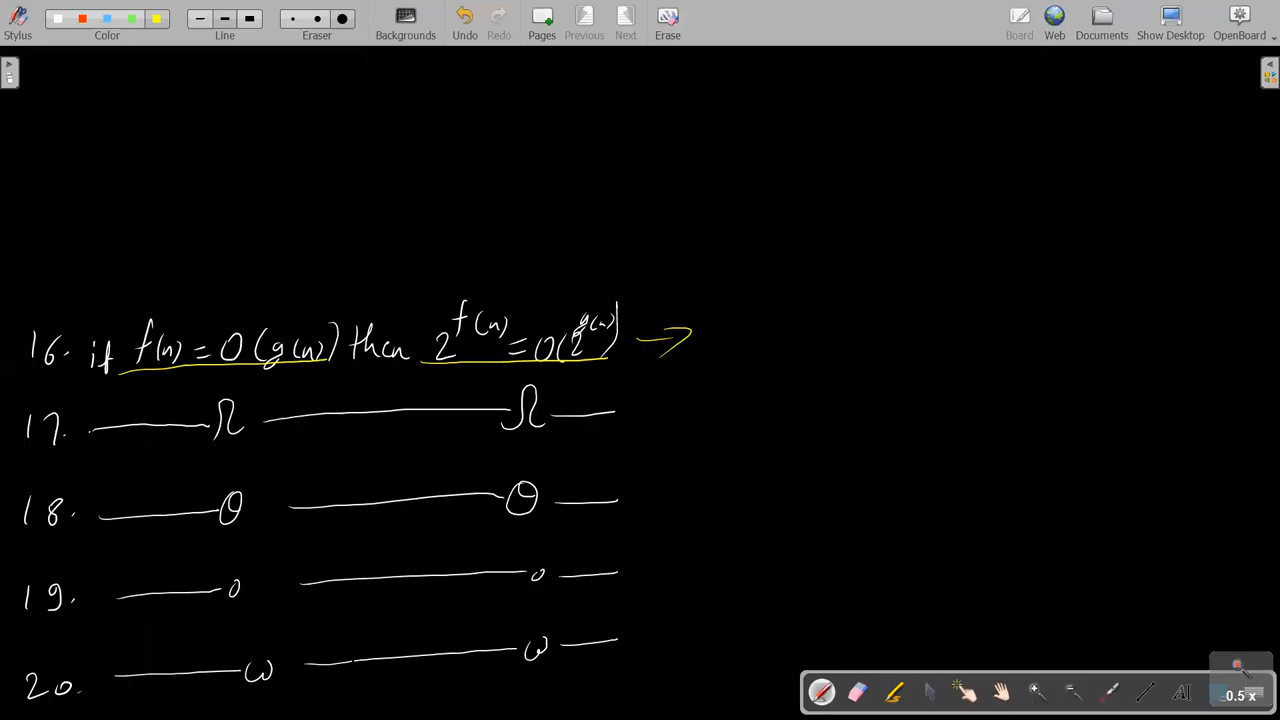 Stylus Color Line Eraser Backgrounds Undo Redo Pages Previous Next Erase Board Web Documents Show Desktop OpenBoard
16. if f(n) = O(g(n)) then 2^f(n) = O(2^g(n)) →
17. — Ω — Ω —
18. — Θ — Θ —
19. — o — o —
20. — ω — ω —
0.5 x